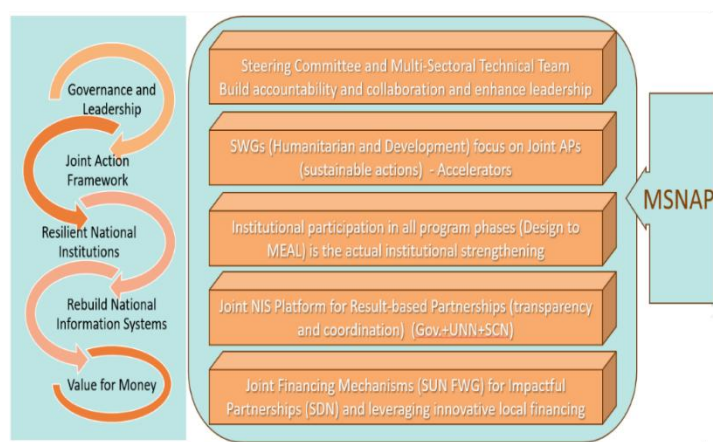 Governance and
Leadership
Joint Action
Framework
Resilient National
Institutions
Rebuild National
Information Systems
Value for Money
Steering Committee and Multi-Sectoral Technical Team
Build accountability and collaboration and enhance leadership
SWGs (Humanitarian and Development) focus on Joint APs
(sustainable actions) - Accelerators
Institutional participation in all program phases (Design to
MEAL) is the actual institutional strengthening
Joint NIS Platform for Result-based Partnerships (transparency
and coordination) (Gov.+UNN+SCN)
Joint Financing Mechanisms (SUN FWG) for Impactful
Partnerships (SDN) and leveraging innovative local financing
MSNAP